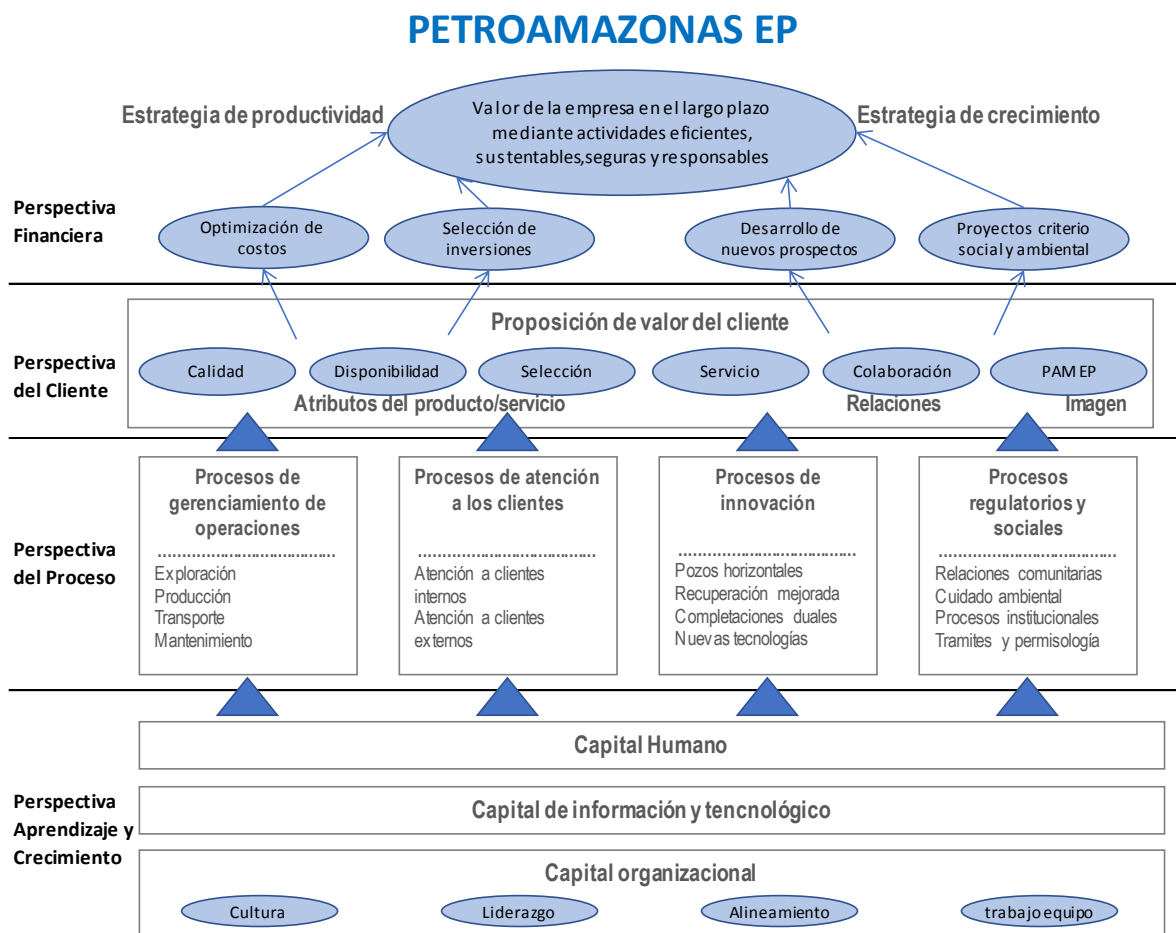 PETROAMAZONAS EP
Estrategia de productividad
Valor de la empresa en el largo plazo
mediante actividades eficientes,
sustentables,seguras y responsables
Estrategia de crecimiento
Perspectiva
Financiera
Optimización de
costos
Selección de
inversiones
Desarrollo de
nuevos prospectos
Proyectos criterio
social y ambiental
Proposición de valor del cliente
Perspectiva
del Cliente
Calidad
Disponibilidad
Selección
Servicio
Colaboración
PAM EP
Atributos del producto/servicio
Relaciones
Imagen
Perspectiva
del Proceso
Procesos de
gerenciamiento de
operaciones
Exploración
Producción
Transporte
Mantenimiento
Procesos de atención
a los clientes
Atención a clientes
internos
Atención a clientes
externos
Procesos de
innovación
Pozos horizontales
Recuperación mejorada
Completaciones duales
Nuevas tecnologías
Procesos
regulatorios y
sociales
Relaciones comunitarias
Cuidado ambiental
Procesos institucionales
Tramites y permisología
Perspectiva
Aprendizaje y
Crecimiento
Capital Humano
Capital de información y tencnológico
Capital organizacional
Cultura
Liderazgo
Alineamiento
trabajo equipo